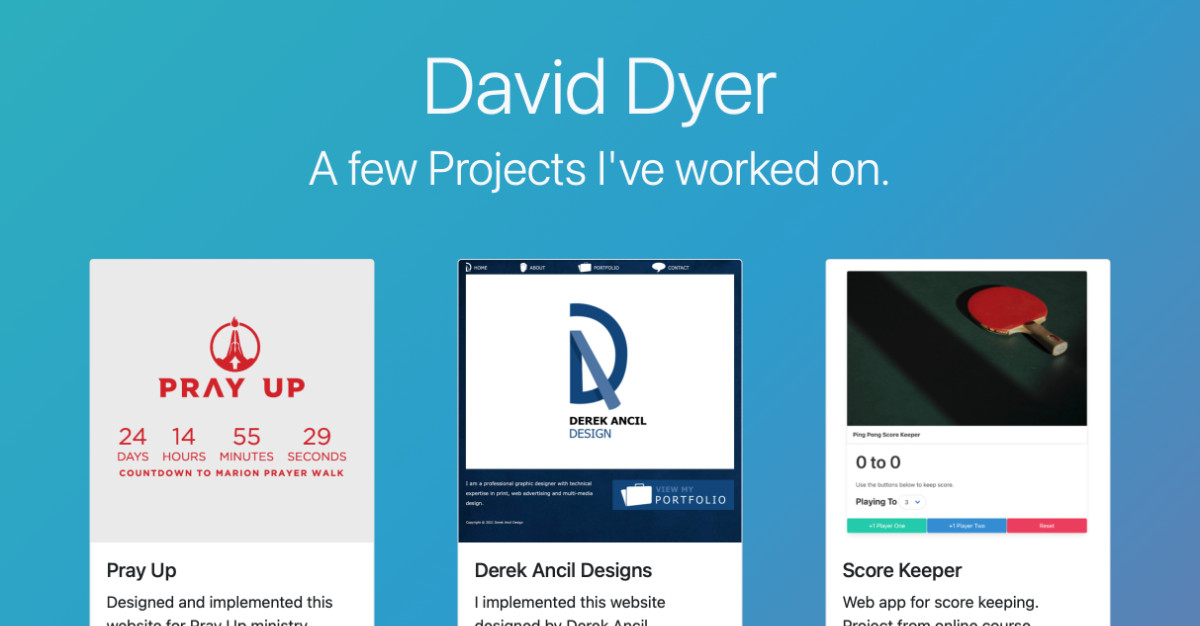 David Dyer
A few Projects I've worked on.
PRAY UP
24 14 55 29
DAYS HOURS MINUTES SECONDS
COUNTDOWN TO MARION PRAYER WALK
Pray Up
Designed and implemented this
website for Pray Up ministry
HOME ABOUT PORTFOLIO CONTACT
DEREK ANCIL
DESIGN
I am a professional graphic designer with technical
expertise in print, web advertising and multi-media
design.
VIEW MY
PORTFOLIO
Copyright © 2021 Derek Ancil Design
Derek Ancil Designs
I implemented this website
designed by Derek Ancil
Ping Pong Score Keeper
0 to 0
Use the buttons below to keep score.
Playing To 3
+1 Player One +1 Player Two Reset
Score Keeper
Web app for score keeping.
Project from online course